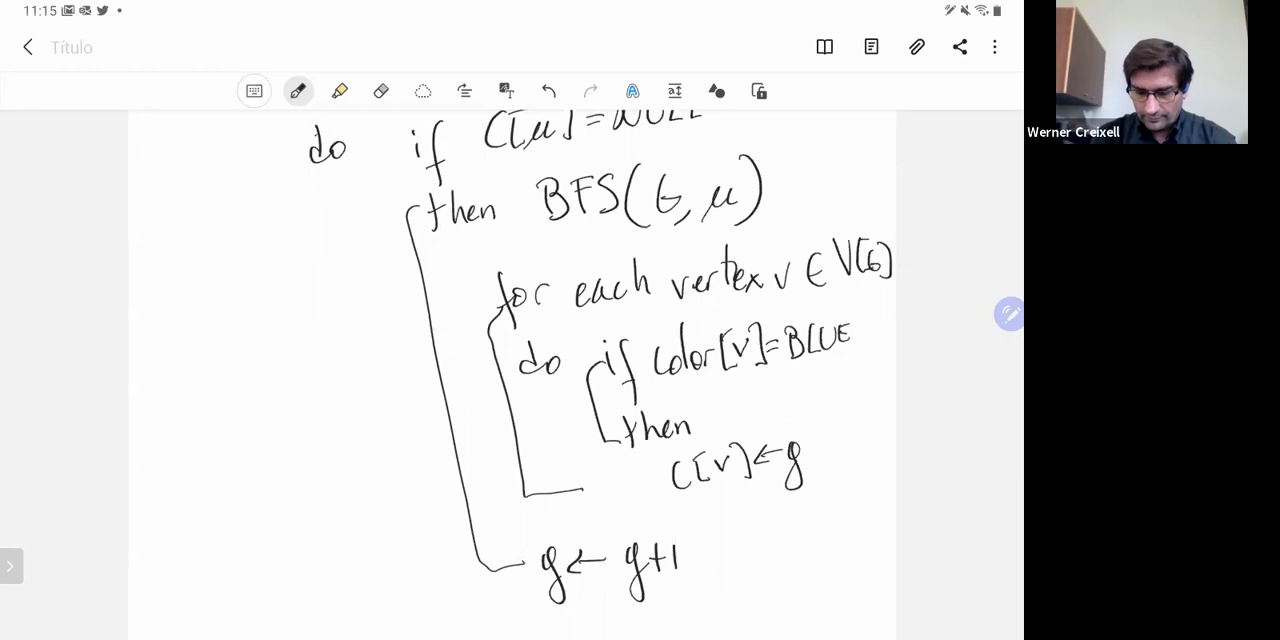 11:15
Título
do if C[u] = NULL
then BFS(G, u)
for each vertex v ∈ V[G]
do if color[v] = BLUE
then
C[v] ← g
g ← g+1
Werner Creixell